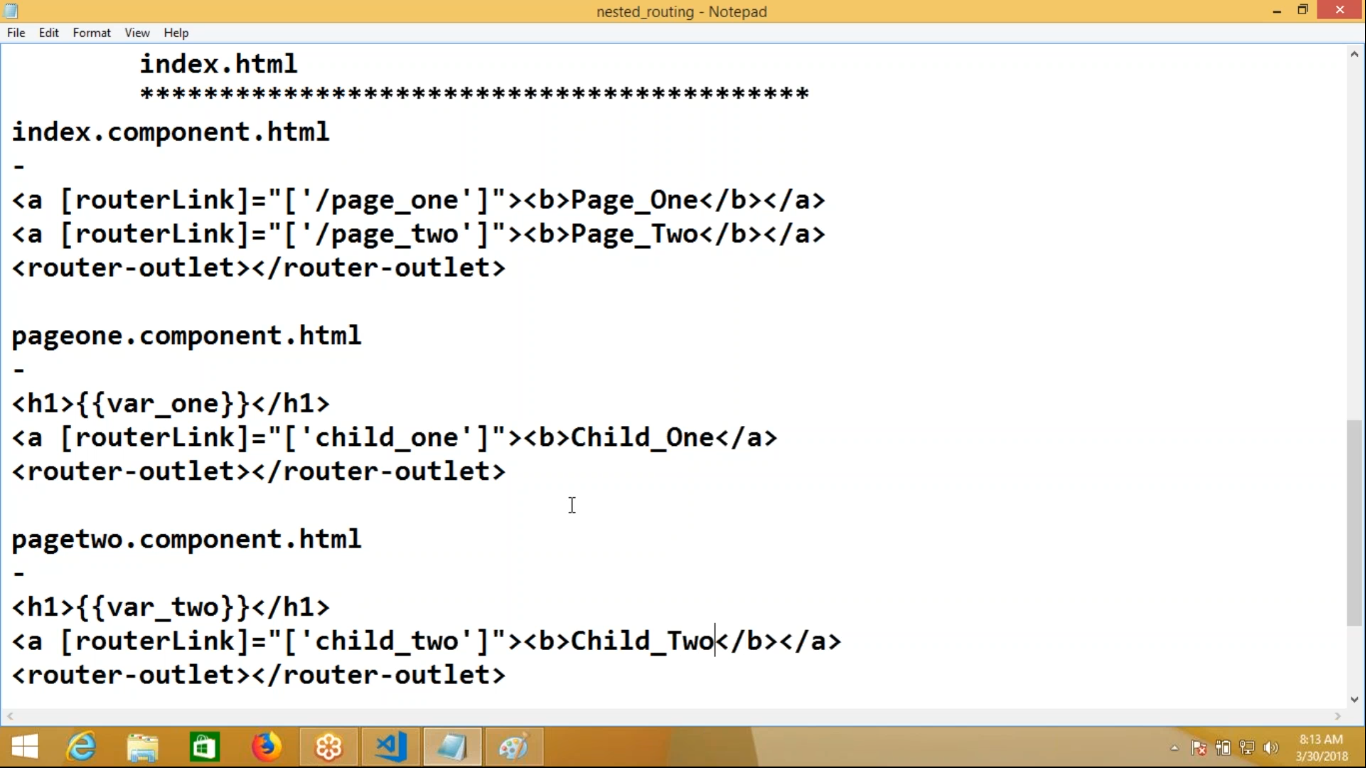 nested_routing - Notepad
File Edit Format View Help
index.html
******************************************
index.component.html
-
<a [routerLink]="['/page_one']"><b>Page_One</b></a>
<a [routerLink]="['/page_two']"><b>Page_Two</b></a>
<router-outlet></router-outlet>
pageone.component.html
-
<h1>{{var_one}}</h1>
<a [routerLink]="['child_one']"><b>Child_One</a>
<router-outlet></router-outlet>
pagetwo.component.html
-
<h1>{{var_two}}</h1>
<a [routerLink]="['child_two']"><b>Child_Two</b></a>
<router-outlet></router-outlet>
8:13 AM
3/30/2018